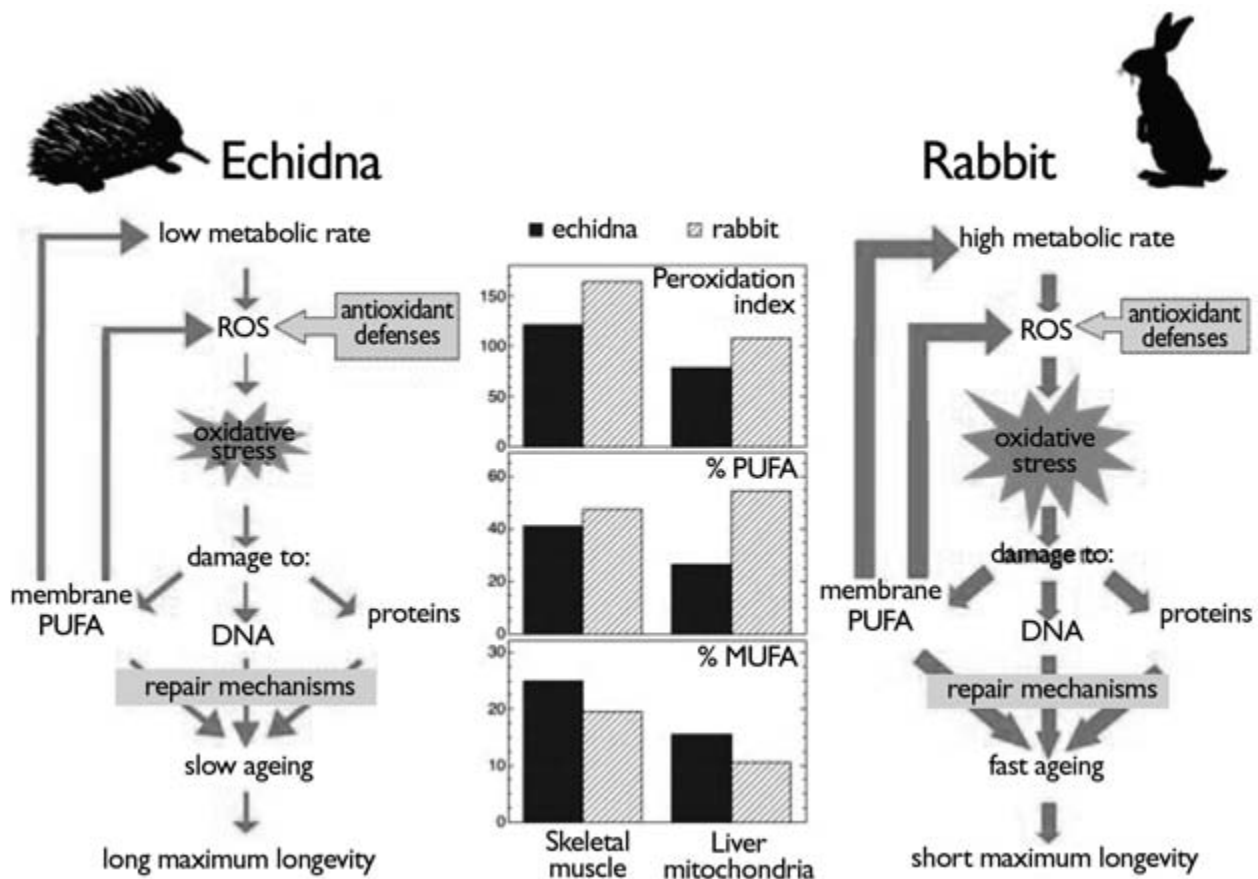 Echidna
Rabbit
low metabolic rate
ROS
antioxidant
defenses
oxidative
stress
damage to:
membrane
PUFA
DNA
proteins
repair mechanisms
slow ageing
long maximum longevity
echidna
rabbit
Peroxidation
index
150
100
50
0
% PUFA
60
40
20
0
% MUFA
30
20
10
0
Skeletal
muscle
Liver
mitochondria
high metabolic rate
ROS
antioxidant
defenses
oxidative
stress
damage to:
membrane
PUFA
DNA
proteins
repair mechanisms
fast ageing
short maximum longevity